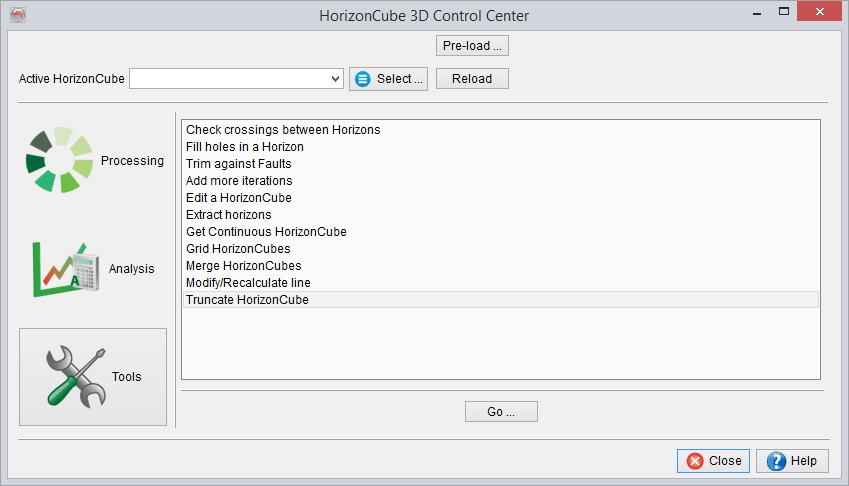 HorizonCube 3D Control Center
Pre-load ...
Active HorizonCube Select ... Reload
Processing
Analysis
A
Tools
Check crossings between Horizons
Fill holes in a Horizon
Trim against Faults
Add more iterations
Edit a HorizonCube
Extract horizons
Get Continuous HorizonCube
Grid HorizonCubes
Merge HorizonCubes
Modify/Recalculate line
Truncate HorizonCube
Go ...
Close ? Help